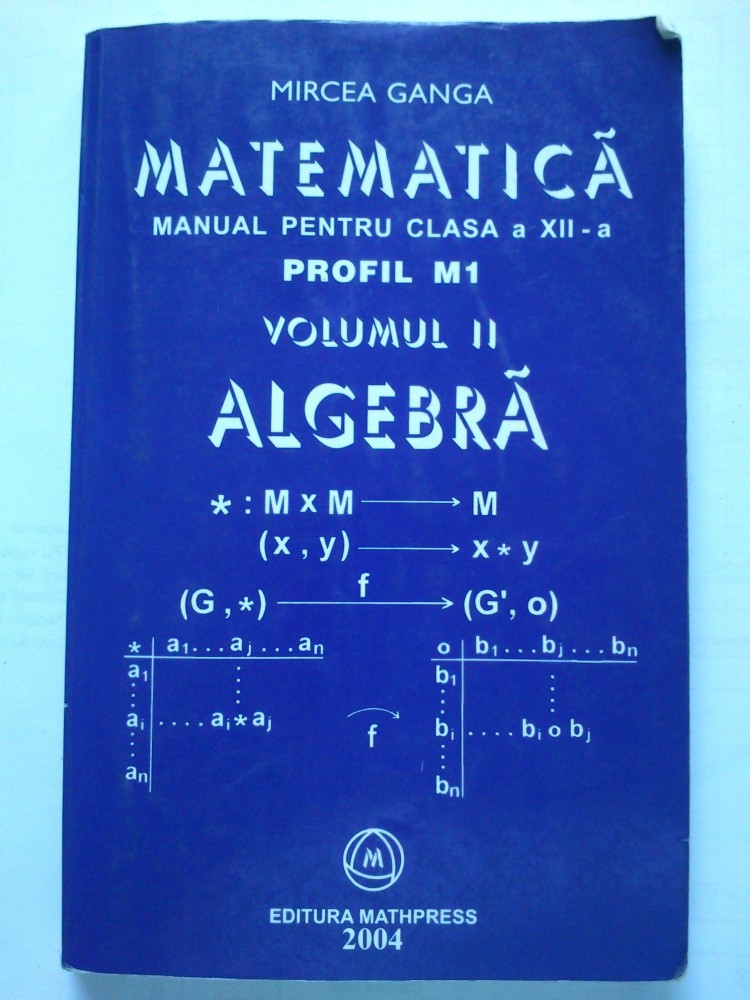 MIRCEA GANGA
MATEMATICĂ
MANUAL PENTRU CLASA a XII - a
PROFIL M1
VOLUMUL II
ALGEBRĂ
* : M x M ⟶ M
(x , y) ⟶ x * y
f
(G , *) ⟶ (G', o)
* a₁ . . . aⱼ . . . aₙ
a₁
aᵢ . . . . aᵢ * aⱼ
aₙ
f
o b₁ . . . bⱼ . . . bₙ
b₁
bᵢ . . . . bᵢ o bⱼ
bₙ
M
EDITURA MATHPRESS
2004